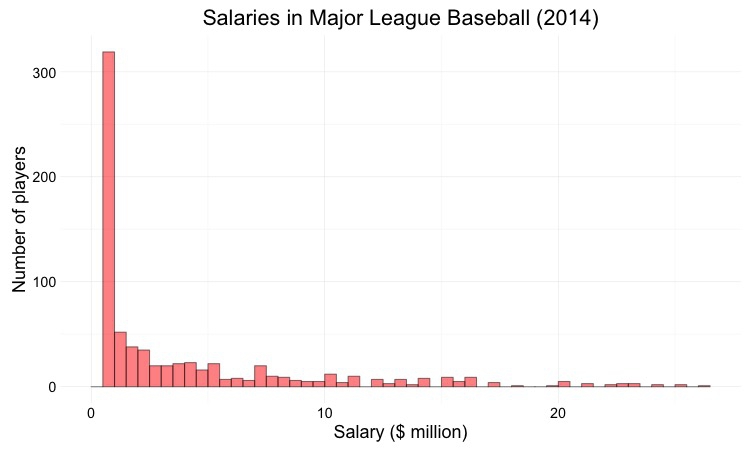 Salaries in Major League Baseball (2014)
Number of players
300
200
100
0
0 10 20
Salary ($ million)